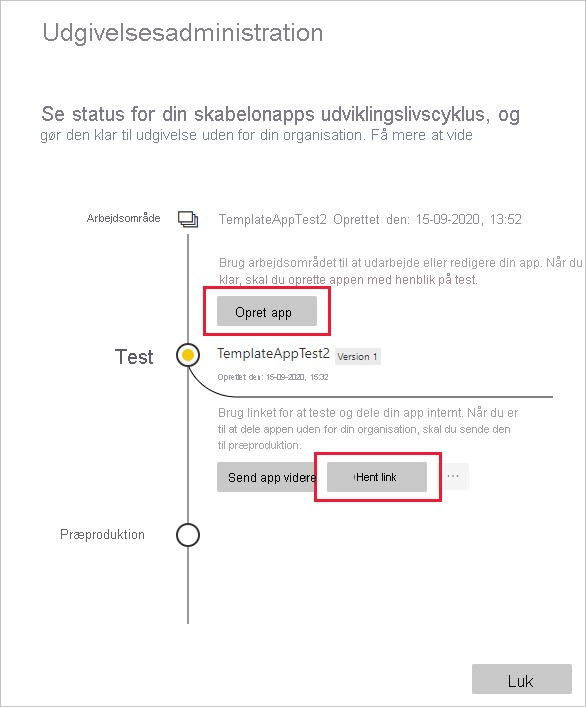 Udgivelsesadministration
Se status for din skabelonapps udviklingslivscyklus, og
gør den klar til udgivelse uden for din organisation. Få mere at vide
Arbejdsområde
TemplateAppTest2 Oprettet den: 15-09-2020, 13:52
Brug arbejdsområdet til at udarbejde eller redigere din app. Når du
klar, skal du oprette appen med henblik på test.
Opret app
Test
TemplateAppTest2 Version 1
Oprettet den: 15-09-2020, 15:32
Brug linket for at teste og dele din app internt. Når du er
til at dele appen uden for din organisation, skal du sende den
til præproduktion.
Send app videre
Hent link
...
Præproduktion
Luk